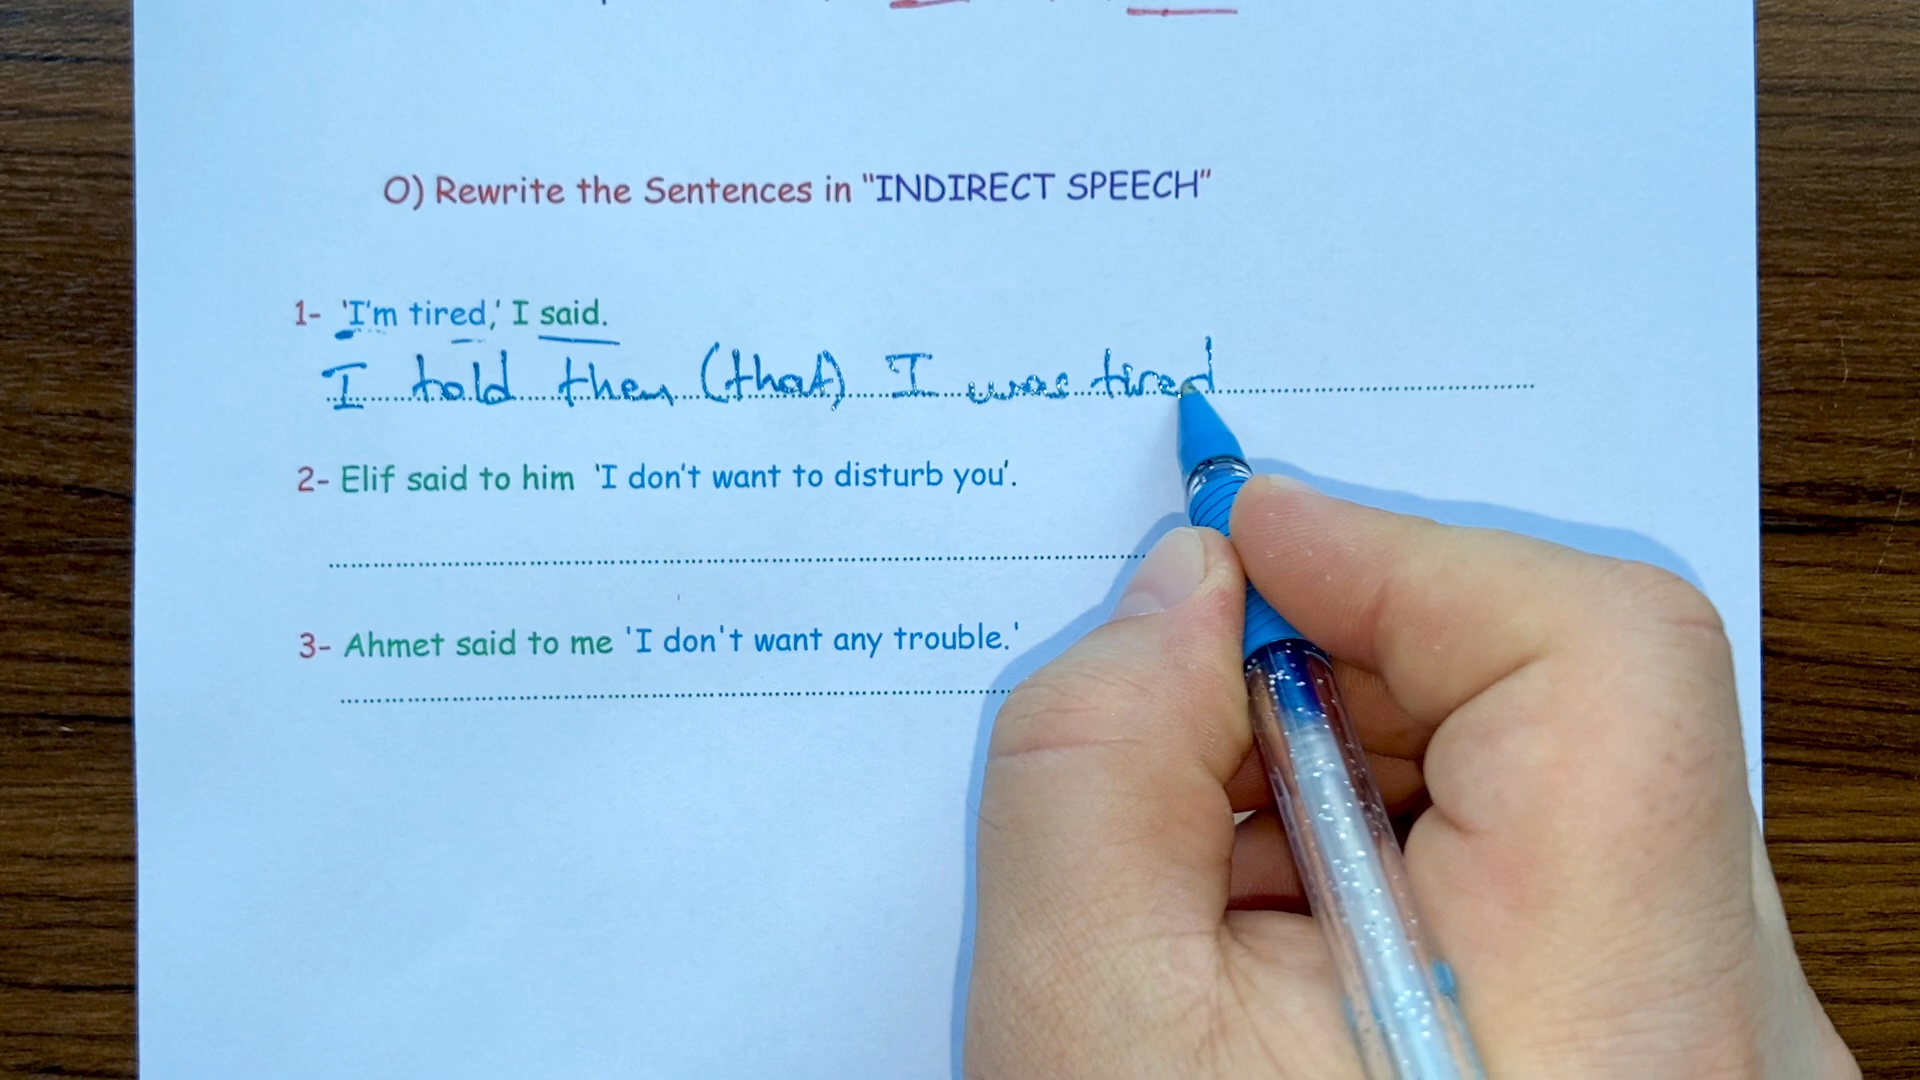 O) Rewrite the Sentences in "INDIRECT SPEECH"
1- 'I'm tired,' I said.
I told them (that) I was tired
2- Elif said to him 'I don't want to disturb you'.
3- Ahmet said to me 'I don't want any trouble.'